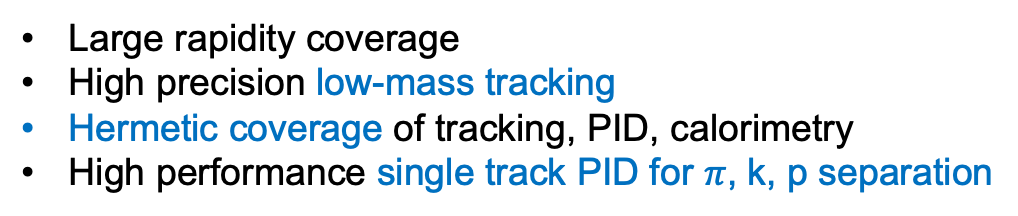 • Large rapidity coverage
• High precision low-mass tracking
• Hermetic coverage of tracking, PID, calorimetry
• High performance single track PID for 𝜋, k, p separation